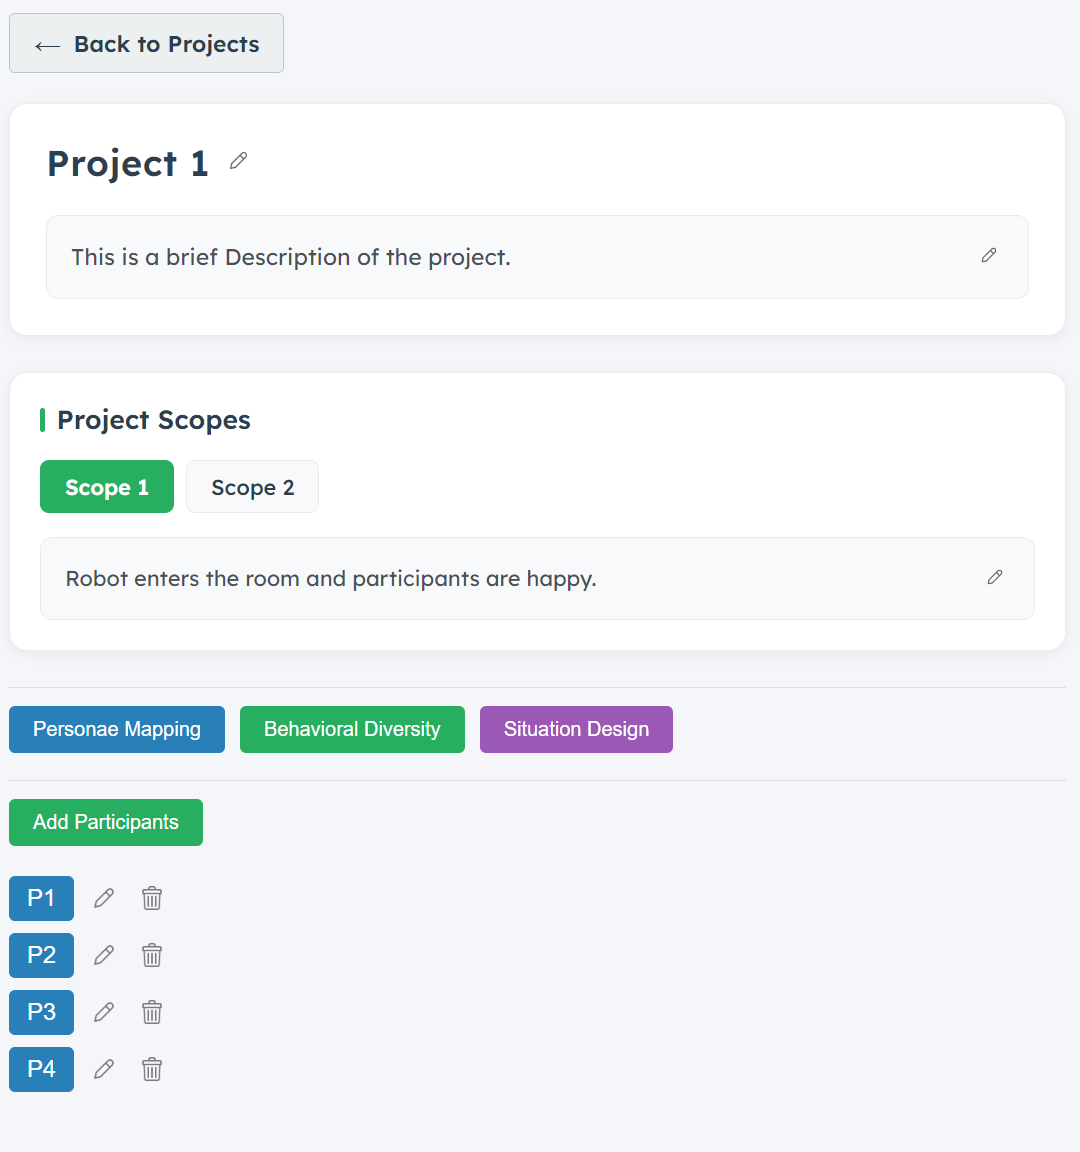 ← Back to Projects
Project 1
This is a brief Description of the project.
Project Scopes
Scope 1 Scope 2
Robot enters the room and participants are happy.
Personae Mapping Behavioral Diversity Situation Design
Add Participants
P1
P2
P3
P4